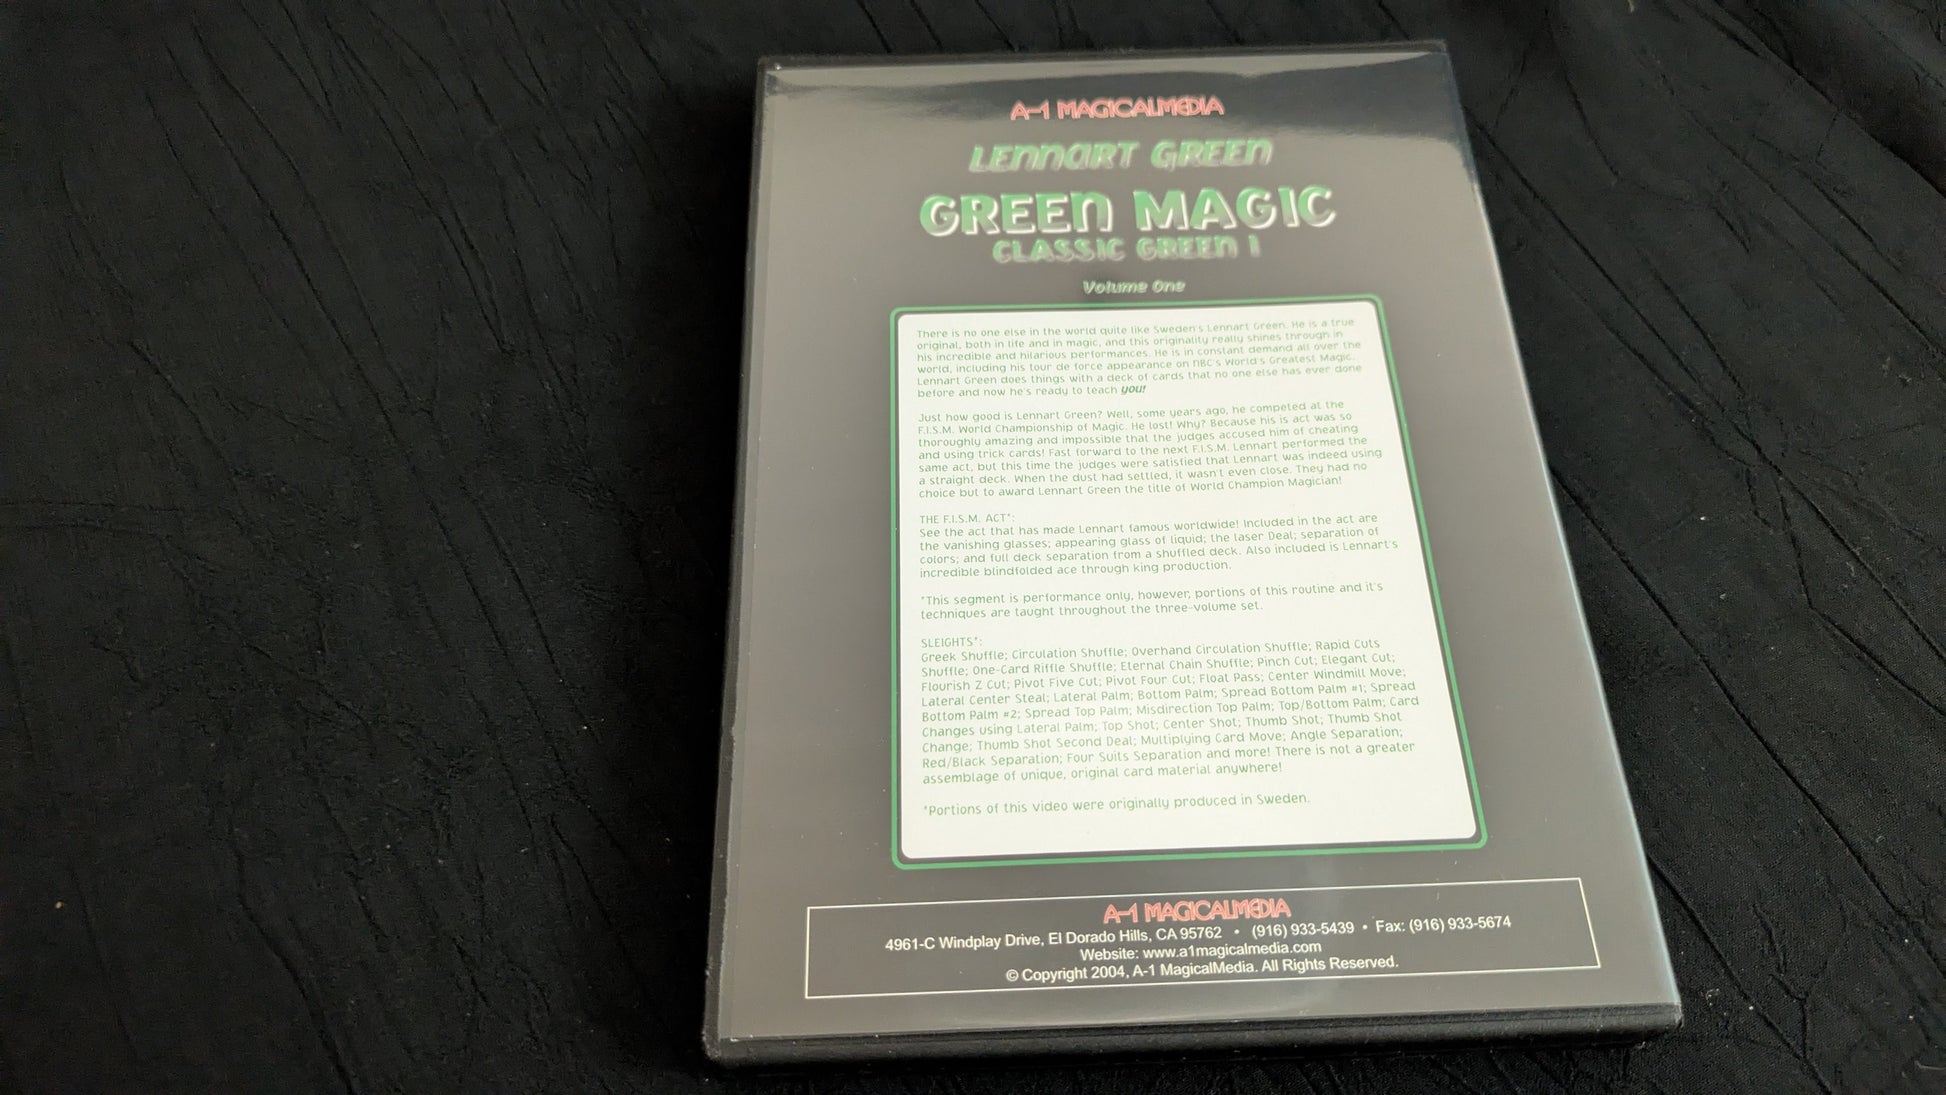 A-1 MAGICALMEDIA
LENNART GREEN
GREEN MAGIC
CLASSIC GREEN 1
Volume One
There is no one else in the world quite like Sweden's Lennart Green. He is a true
original, both in life and in magic, and this originality really shines through in
his incredible and hilarious performances. He is in constant demand all over the
world, including his tour de force appearance on NBC's World's Greatest Magic.
Lennart Green does things with a deck of cards that no one else has ever done
before and now he's ready to teach you!
Just how good is Lennart Green? Well, some years ago, he competed at the
F.I.S.M. World Championship of Magic. He lost! Why? Because his is act was so
thoroughly amazing and impossible that the judges accused him of cheating
and using trick cards! Fast forward to the next F.I.S.M. Lennart performed the
same act, but this time the judges were satisfied that Lennart was indeed using
a straight deck. When the dust had settled, it wasn't even close. They had no
choice but to award Lennart Green the title of World Champion Magician!
THE F.I.S.M. ACT*:
See the act that has made Lennart famous worldwide! Included in the act are
the vanishing glasses; appearing glass of liquid; the laser Deal; separation of
colors; and full deck separation from a shuffled deck. Also included is Lennart's
incredible blindfolded ace through king production.
*This segment is performance only, however, portions of this routine and it's
techniques are taught throughout the three-volume set.
SLEIGHTS*:
Greek Shuffle; Circulation Shuffle; Overhand Circulation Shuffle; Rapid Cuts
Shuffle; One-Card Riffle Shuffle; Eternal Chain Shuffle; Pinch Cut; Elegant Cut;
Flourish Z Cut; Pivot Five Cut; Pivot Four Cut; Float Pass; Center Windmill Move;
Lateral Center Steal; Lateral Palm; Bottom Palm; Spread Bottom Palm #1; Spread
Bottom Palm #2; Spread Top Palm; Misdirection Top Palm; Top/Bottom Palm; Card
Changes using Lateral Palm; Top Shot; Center Shot; Thumb Shot; Thumb Shot
Change; Thumb Shot Second Deal; Multiplying Card Move; Angle Separation;
Red/Black Separation; Four Suits Separation and more! There is not a greater
assemblage of unique, original card material anywhere!
*Portions of this video were originally produced in Sweden.
A-1 MAGICALMEDIA
4961-C Windplay Drive, El Dorado Hills, CA 95762 • (916) 933-5439 • Fax: (916) 933-5674
Website: www.a1magicalmedia.com
© Copyright 2004, A-1 MagicalMedia. All Rights Reserved.